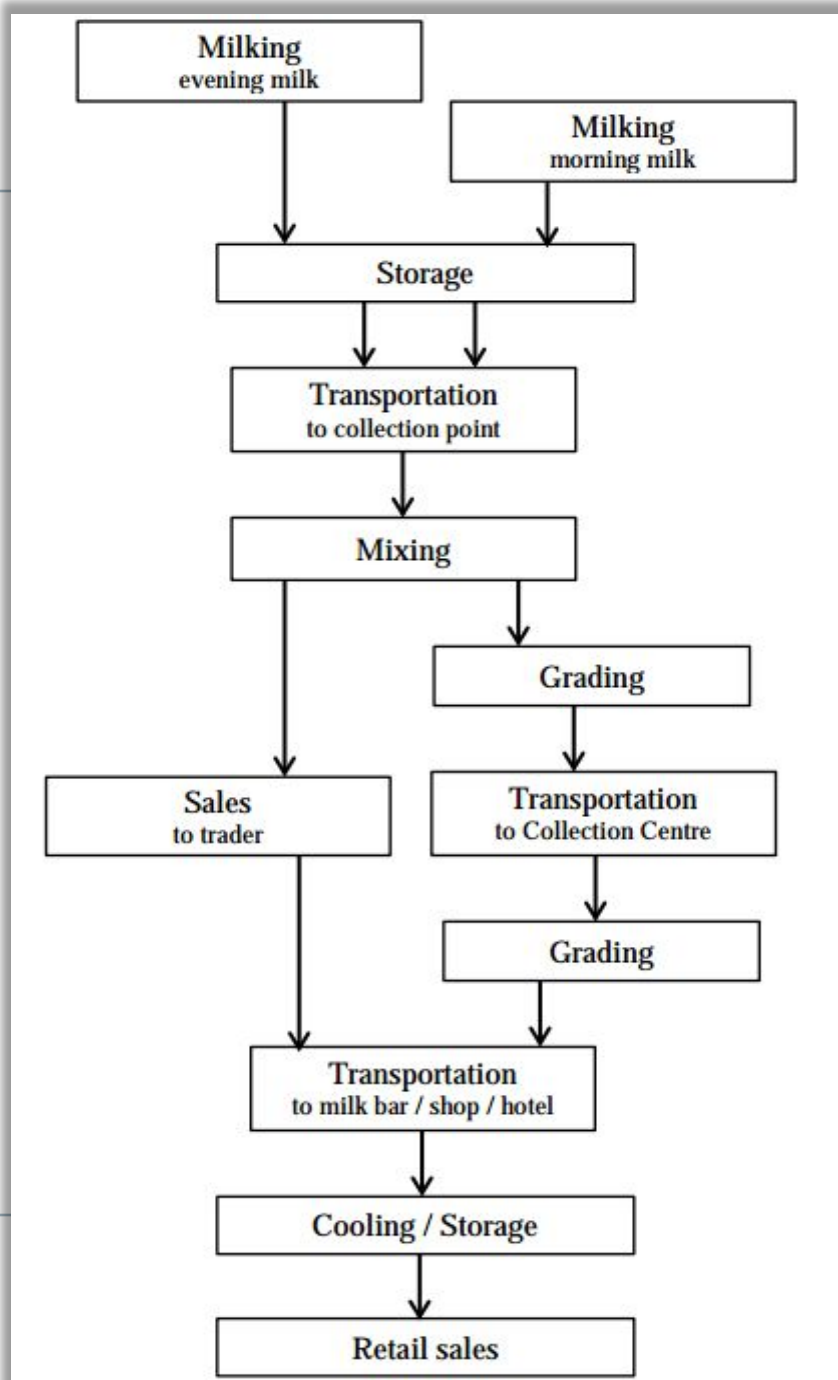 Milking
evening milk
Milking
morning milk
Storage
Transportation
to collection point
Mixing
Grading
Sales
to trader
Transportation
to Collection Centre
Grading
Transportation
to milk bar / shop / hotel
Cooling / Storage
Retail sales